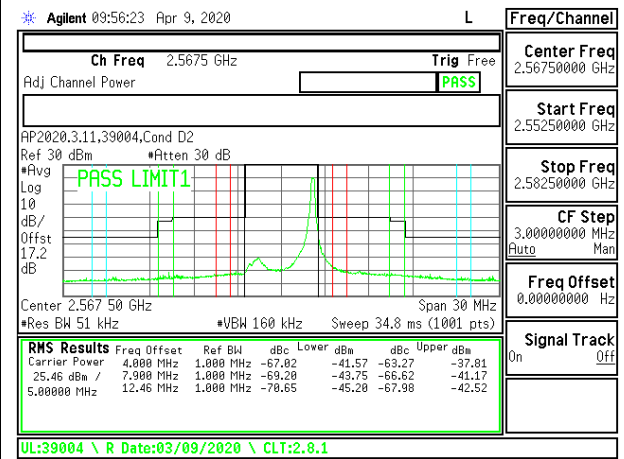 Agilent 09:56:23 Apr 9, 2020 L Freq/Channel
Ch Freq 2.5675 GHz Trig Free
Adj Channel Power PASS
Center Freq
2.56750000 GHz
Start Freq
2.55250000 GHz
Stop Freq
2.58250000 GHz
CF Step
3.00000000 MHz
Auto Man
Freq Offset
0.00000000 Hz
Signal Track
On Off
AP2020.3.11,39004,Cond D2
Ref 30 dBm #Atten 30 dB
#Avg
Log
10
dB/
Offst
17.2
dB
PASS LIMIT1
Center 2.567 50 GHz Span 30 MHz
#Res BW 51 kHz #VBW 160 kHz Sweep 34.8 ms (1001 pts)
RMS Results Freq Offset Ref BW dBc Lower dBm dBc Upper dBm
Carrier Power 4.000 MHz 1.000 MHz -67.02 -41.57 -63.27 -37.81
25.46 dBm / 7.900 MHz 1.000 MHz -69.20 -43.75 -66.62 -41.17
5.00000 MHz 12.46 MHz 1.000 MHz -70.65 -45.20 -67.98 -42.52
UL:39004 \ R Date:03/09/2020 \ CLT:2.8.1